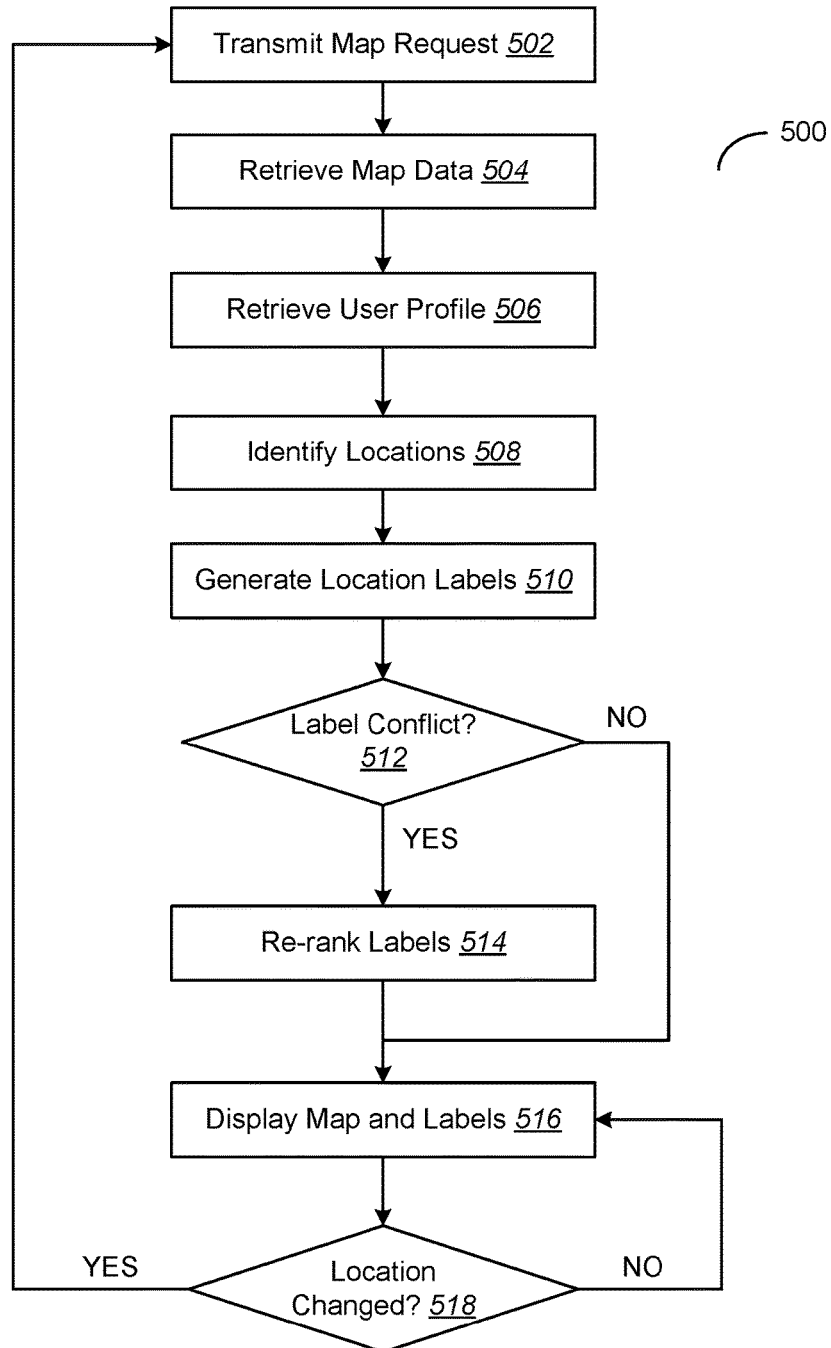 Transmit Map Request 502
500
Retrieve Map Data 504
Retrieve User Profile 506
Identify Locations 508
Generate Location Labels 510
Label Conflict?
512
NO
YES
Re-rank Labels 514
Display Map and Labels 516
YES
Location
Changed? 518
NO